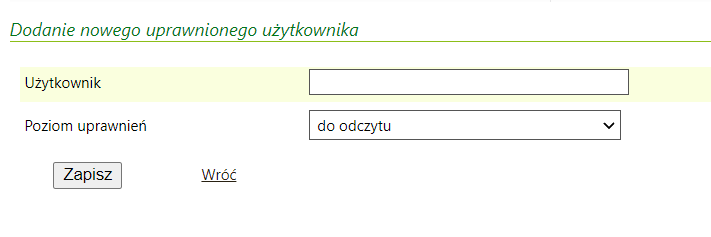 Dodanie nowego uprawnionego użytkownika
Użytkownik
Poziom uprawnień do odczytu
Zapisz Wróć